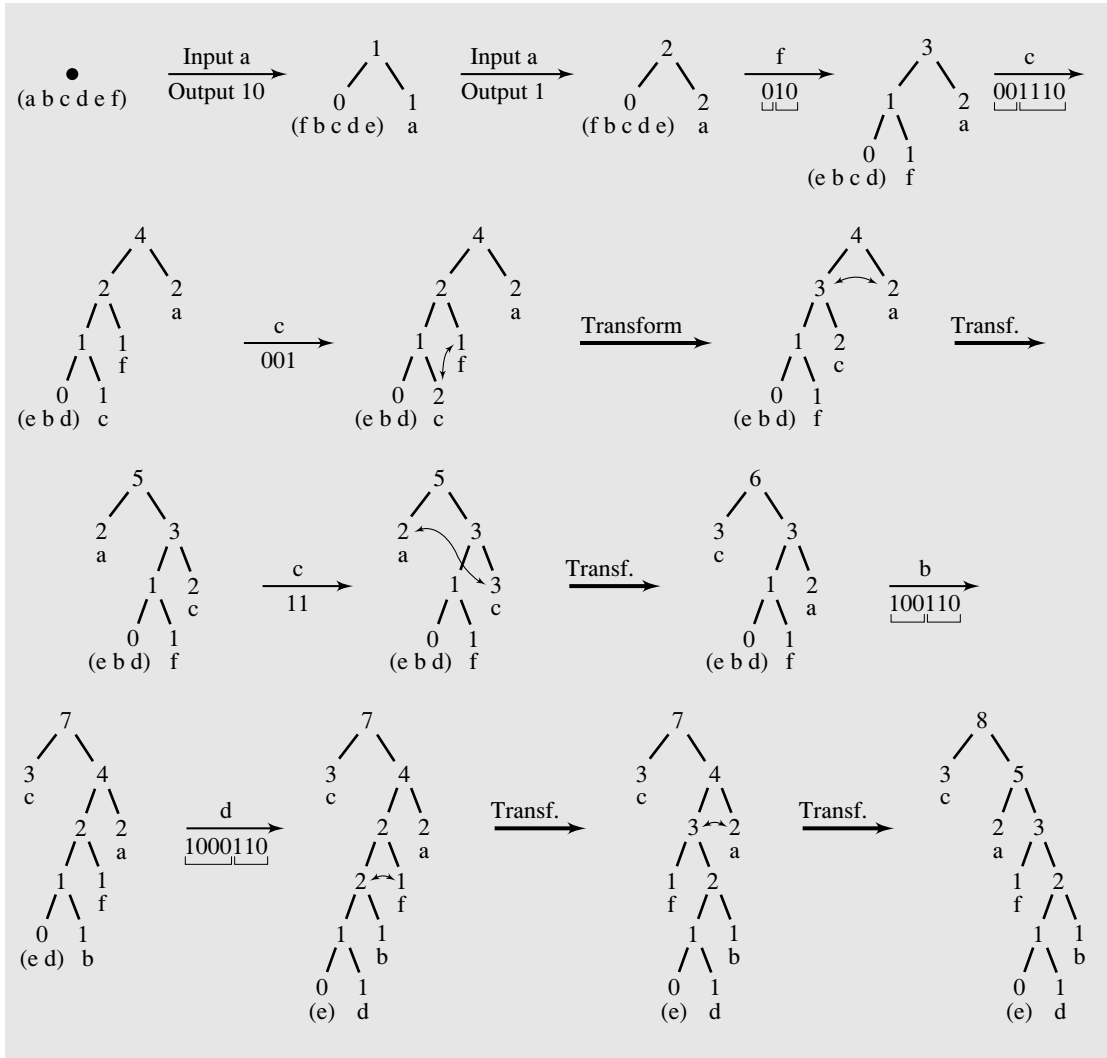 Input a Input a f c
1 2 3
(a b c d e f) Output 10 0 1 Output 1 0 2 010 1 2 001110
(f b c d e) a (f b c d e) a a
0 1
(e b c d) f
4 4 4
2 2 c 2 2 Transform 3 2 Transf.
a a a
1 1 001 1 1 1 2
f f c
0 1 0 2 0 1
(e b d) c (e b d) c (e b d) f
5 5 6
2 3 2 3 3 3
a a c
1 2 c 1 3 Transf. 1 2 b
c 11 c a 100110
0 1 0 1 0 1
(e b d) f (e b d) f (e b d) f
7 7 7 8
3 4 3 4 3 4 3 5
c c c c
2 2 d 2 2 Transf. 3 2 Transf. 2 3
a 1000110 a a a
1 1 2 1 1 2 1 2
f f f f
0 1 1 1 1 1 1 1
(e d) b b b b
0 1 0 1 0 1
(e) d (e) d (e) d